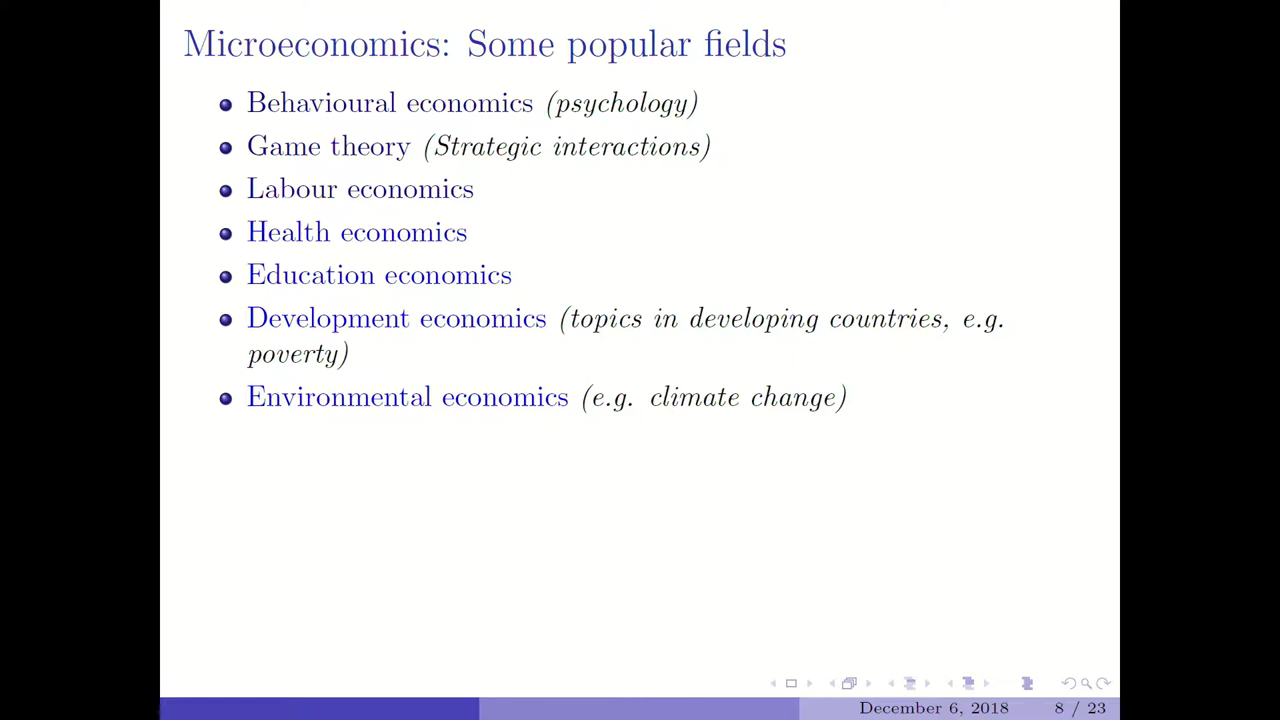 Microeconomics: Some popular fields
Behavioural economics (psychology)
Game theory (Strategic interactions)
Labour economics
Health economics
Education economics
Development economics (topics in developing countries, e.g.
poverty)
Environmental economics (e.g. climate change)
December 6, 2018 8 / 23